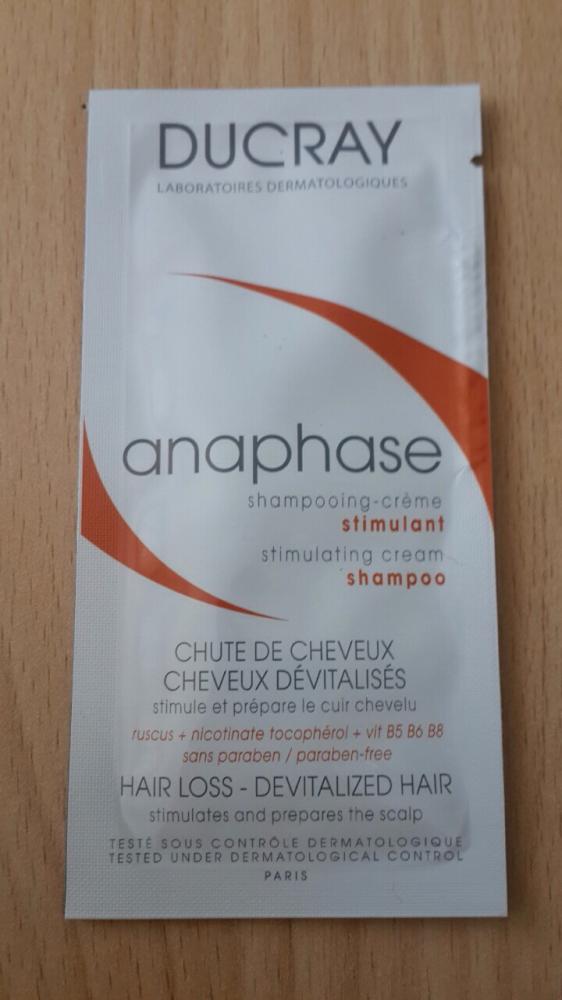 DUCRAY
LABORATOIRES DERMATOLOGIQUES
anaphase
shampooing-crème
stimulant
stimulating cream
shampoo
CHUTE DE CHEVEUX
CHEVEUX DÉVITALISÉS
stimule et prépare le cuir chevelu
ruscus + nicotinate tocophérol + vit B5 B6 B8
sans paraben / paraben-free
HAIR LOSS - DEVITALIZED HAIR
stimulates and prepares the scalp
TESTÉ SOUS CONTRÔLE DERMATOLOGIQUE
TESTED UNDER DERMATOLOGICAL CONTROL
PARIS